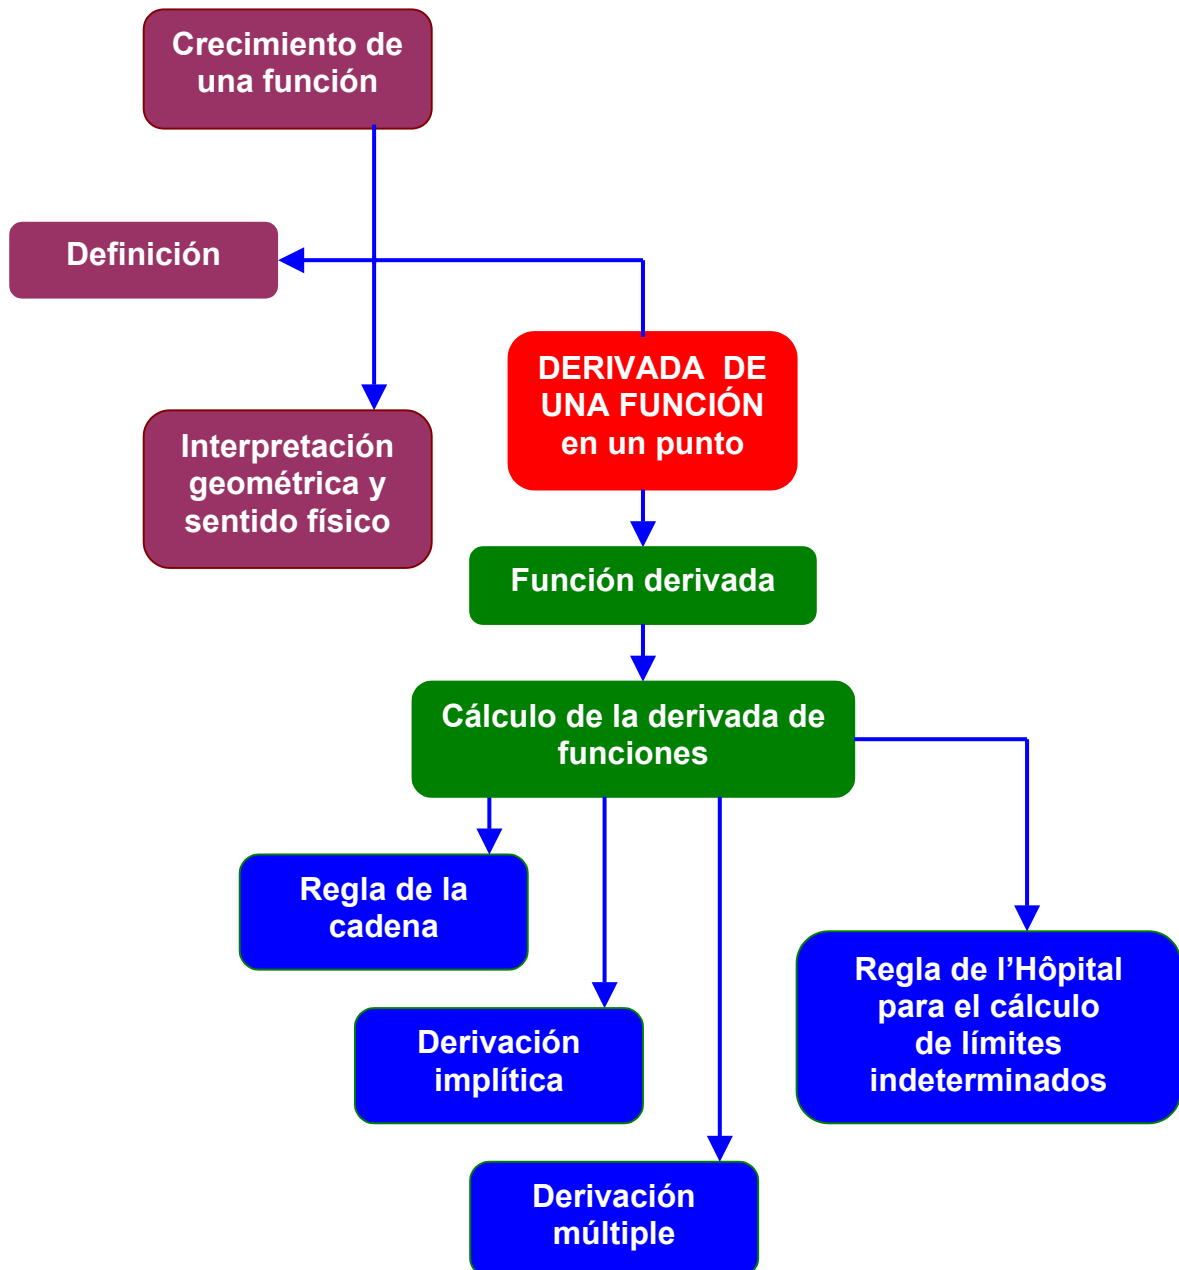 Crecimiento de
una función
Definición
DERIVADA DE
UNA FUNCIÓN
en un punto
Interpretación
geométrica y
sentido físico
Función derivada
Cálculo de la derivada de
funciones
Regla de la
cadena
Regla de l’Hôpital
para el cálculo
de límites
indeterminados
Derivación
implítica
Derivación
múltiple